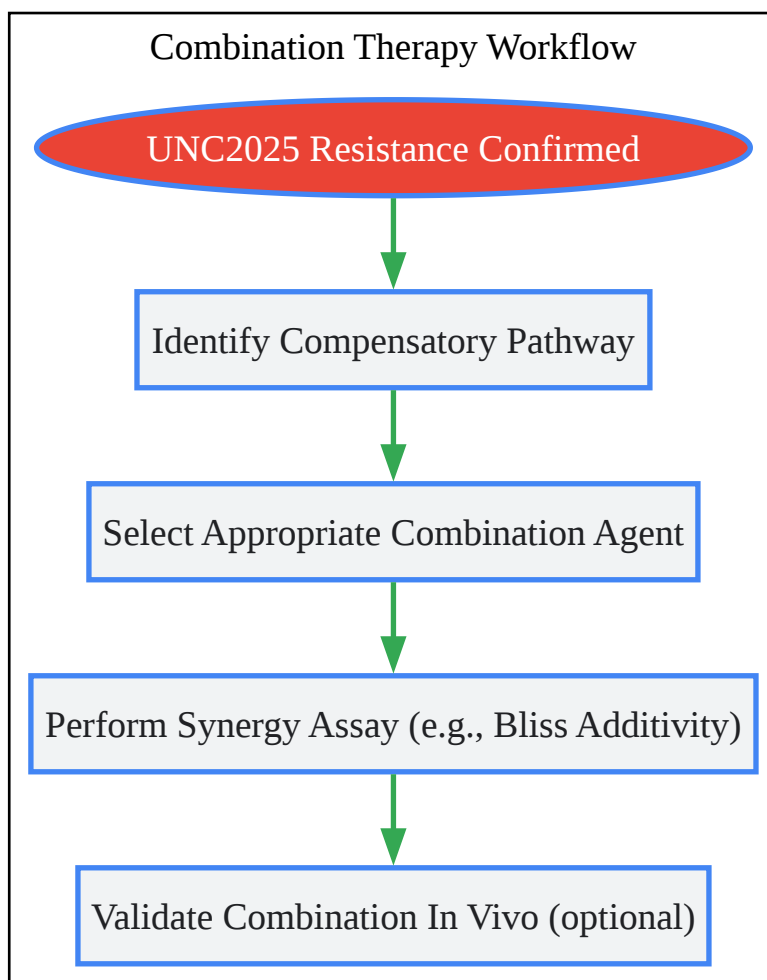 Combination Therapy Workflow
UNC2025 Resistance Confirmed
Identify Compensatory Pathway
Select Appropriate Combination Agent
Perform Synergy Assay (e.g., Bliss Additivity)
Validate Combination In Vivo (optional)